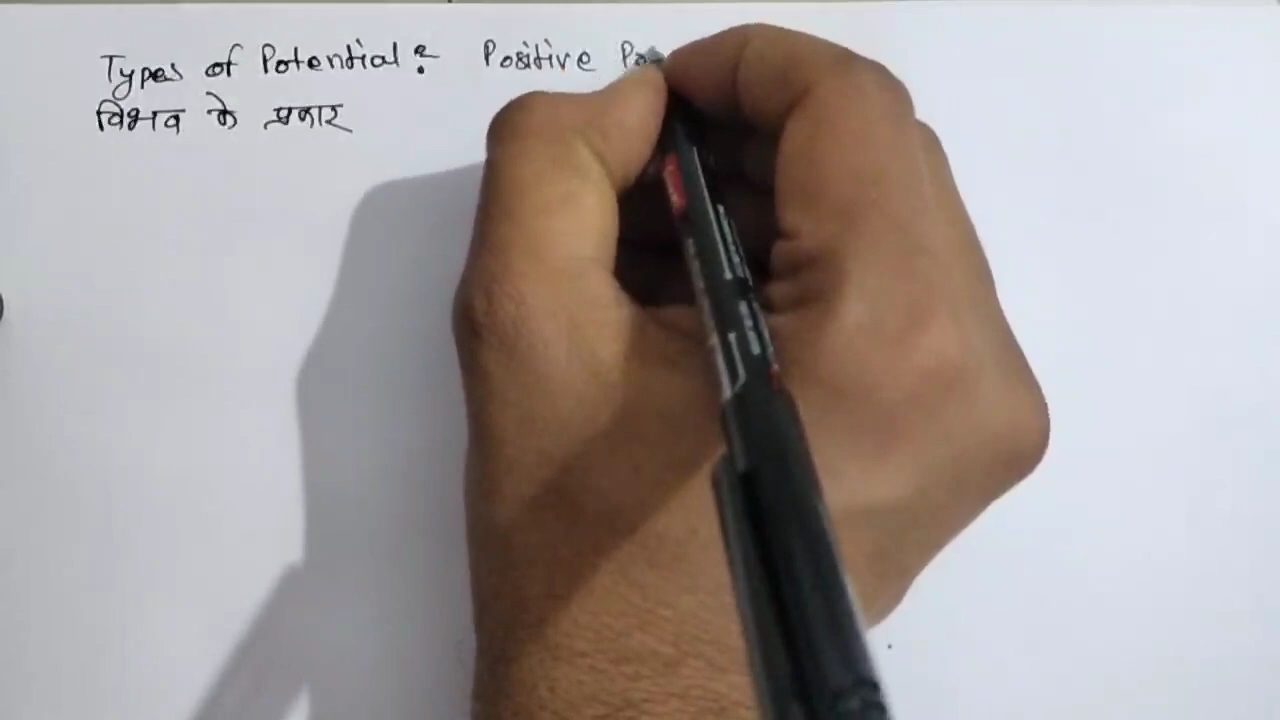 Types of Potential : Positive
विभव के प्रकार